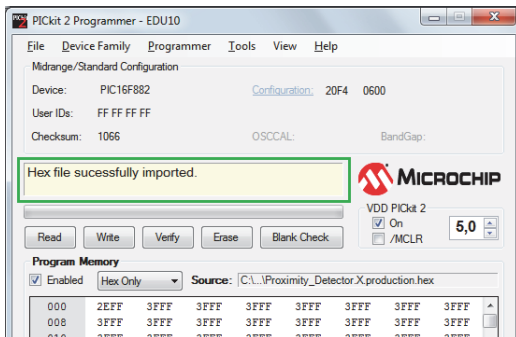 PICkit 2 Programmer - EDU10
File Device Family Programmer Tools View Help
Midrange/Standard Configuration
Device: PIC16F882 Configuration: 20F4 0600
User IDs: FF FF FF FF
Checksum: 1066 OSCCAL: BandGap:
Hex file sucessfully imported.
MICROCHIP
VDD PICkit 2
On
/MCLR
5,0
Read Write Verify Erase Blank Check
Program Memory
Enabled Hex Only Source: C:\...\Proximity_Detector.X.production.hex
000 2EFF 3FFF 3FFF 3FFF 3FFF 3FFF 3FFF 3FFF
008 3FFF 3FFF 3FFF 3FFF 3FFF 3FFF 3FFF 3FFF